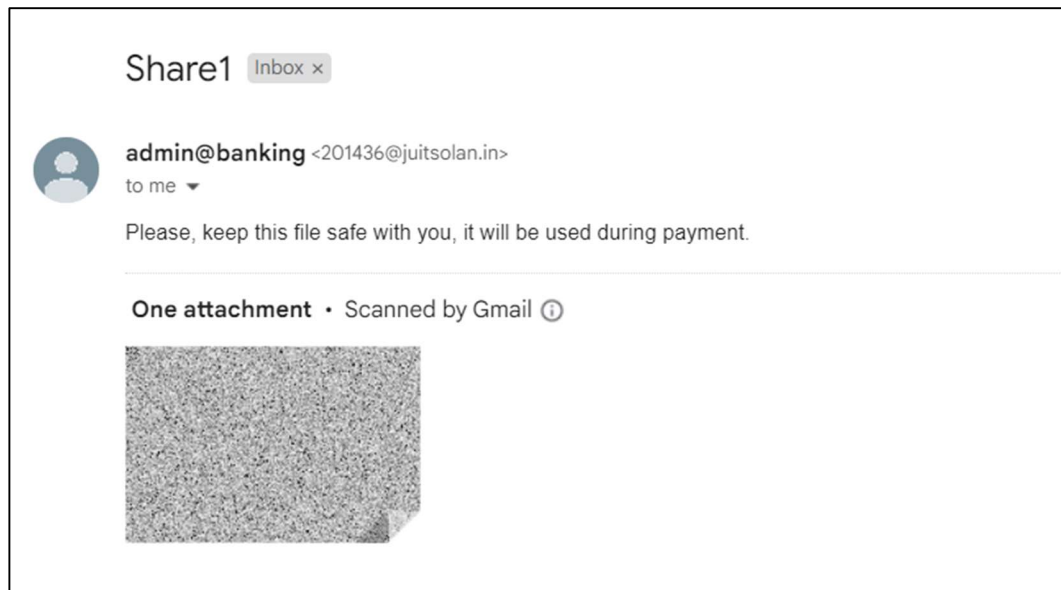 Share1 Inbox ×
admin@banking <201436@juitsolan.in>
to me
Please, keep this file safe with you, it will be used during payment.
One attachment • Scanned by Gmail